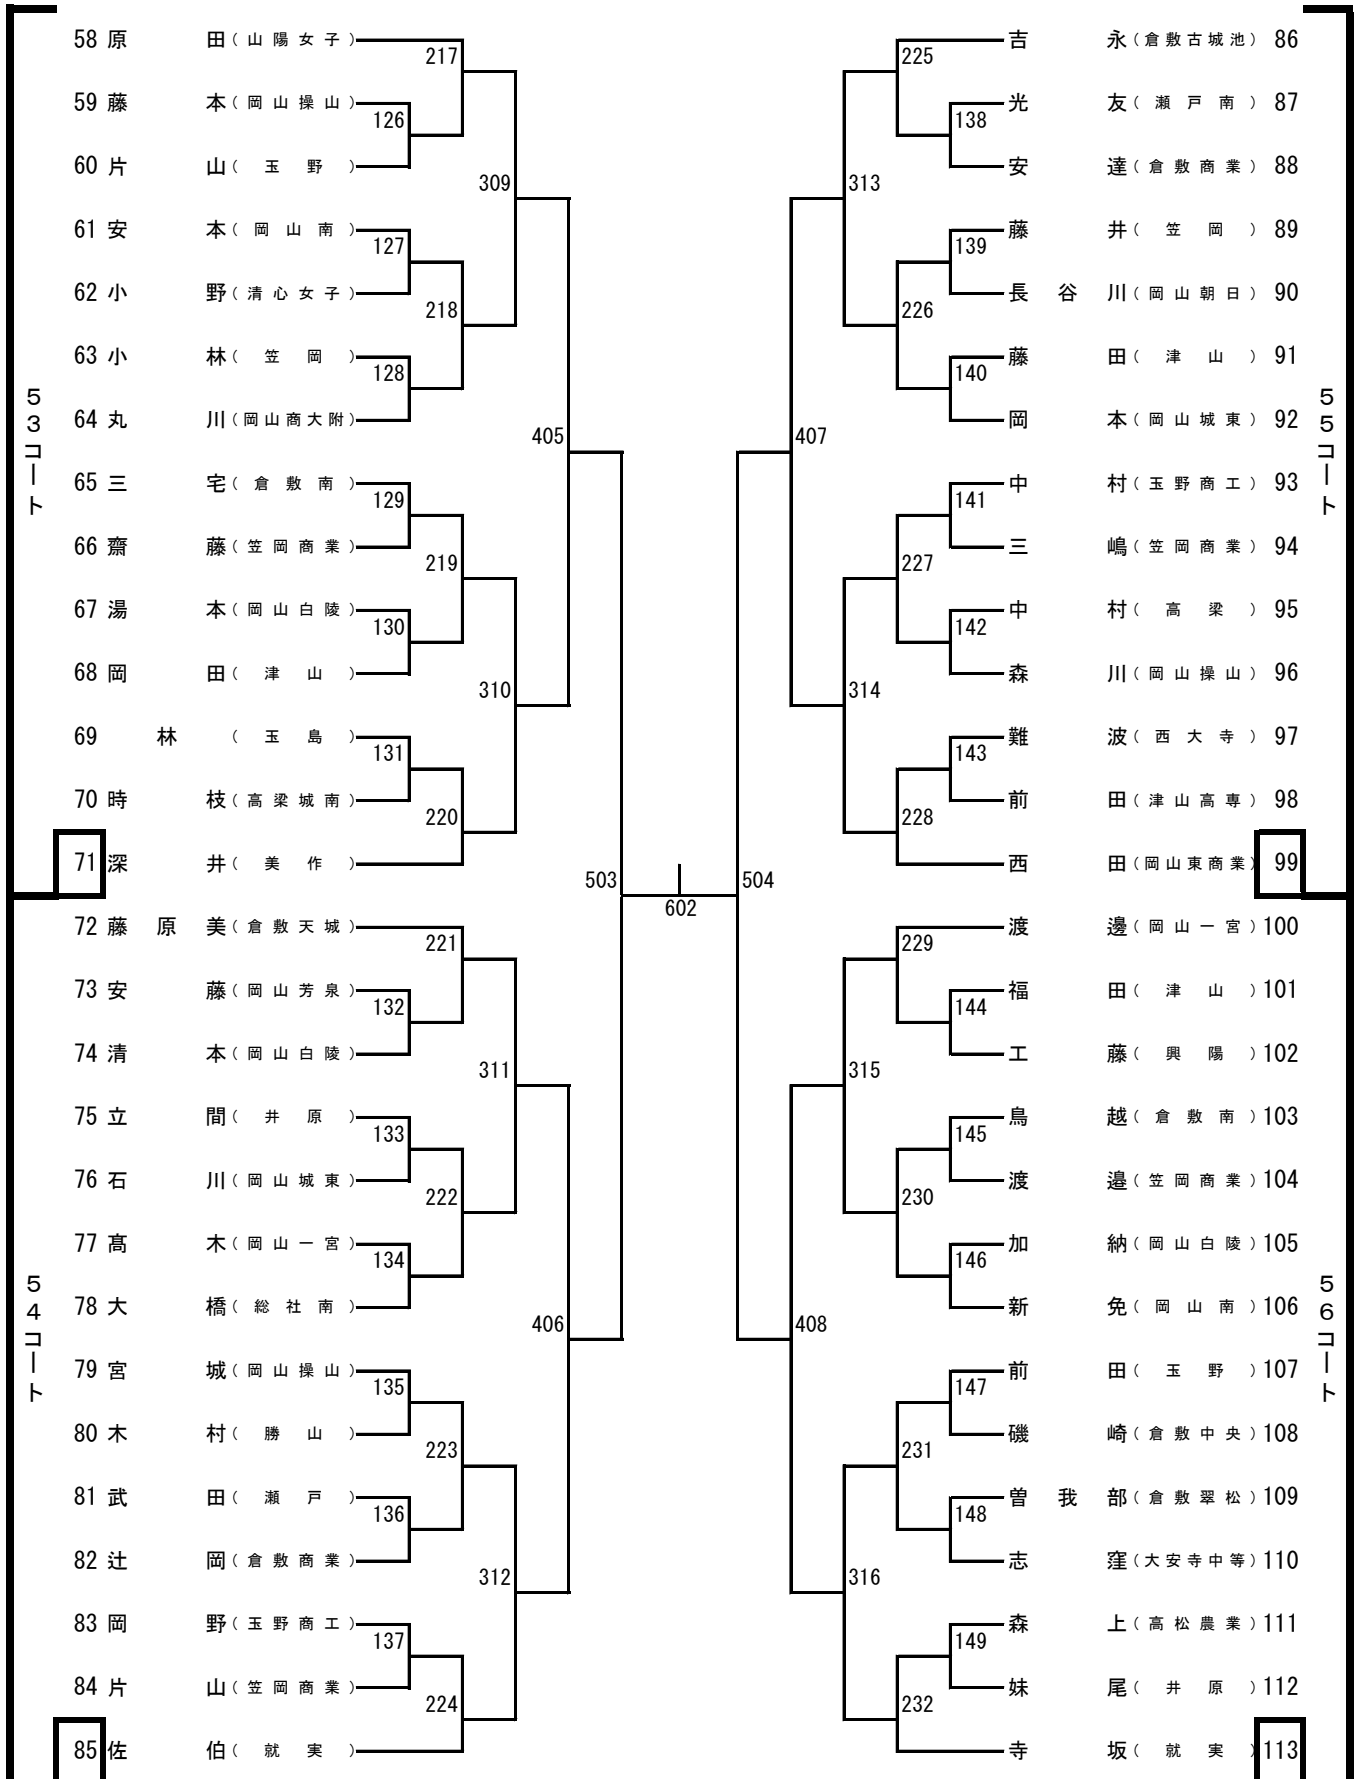 53コート
58 原田(山陽女子)
217
59 藤本(岡山操山)
126
60 片山(玉野)
309
61 安本(岡山南)
127
62 小野(清心女子)
218
63 小林(笠岡)
128
64 丸川(岡山商大附)
405
65 三宅(倉敷南)
129
66 齋藤(笠岡商業)
219
67 湯本(岡山白陵)
130
68 岡田(津山)
310
69 林(玉島)
131
70 時枝(高梁城南)
220
71 深井(美作)
503
54コート
72 藤原美(倉敷天城)
221
73 安藤(岡山芳泉)
132
74 清本(岡山白陵)
311
75 立間(井原)
133
76 石川(岡山城東)
222
77 髙木(岡山一宮)
134
78 大橋(総社南)
406
79 宮城(岡山操山)
135
80 木村(勝山)
223
81 武田(瀬戸)
136
82 辻岡(倉敷商業)
312
83 岡野(玉野商工)
137
84 片山(笠岡商業)
224
85 佐伯(就実)
602
55コート
吉永(倉敷古城池) 86
225
光友(瀬戸南) 87
138
安達(倉敷商業) 88
313
藤井(笠岡) 89
139
長谷川(岡山朝日) 90
226
藤田(津山) 91
140
岡本(岡山城東) 92
407
中村(玉野商工) 93
141
三嶋(笠岡商業) 94
227
中村(高梁) 95
142
森川(岡山操山) 96
314
難波(西大寺) 97
143
前田(津山高専) 98
228
西田(岡山東商業) 99
504
56コート
渡邊(岡山一宮) 100
229
福田(津山) 101
144
工藤(興陽) 102
315
鳥越(倉敷南) 103
145
渡邉(笠岡商業) 104
230
加納(岡山白陵) 105
146
新免(岡山南) 106
408
前田(玉野) 107
147
磯崎(倉敷中央) 108
231
曽我部(倉敷翠松) 109
148
志窪(大安寺中等) 110
316
森上(高松農業) 111
149
妹尾(井原) 112
232
寺坂(就実) 113